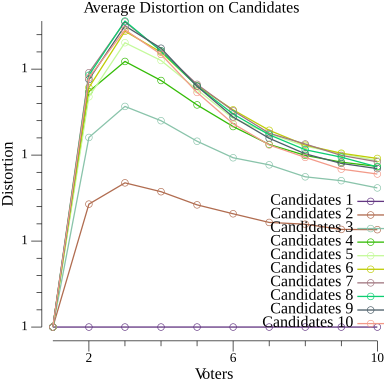 Average Distortion on Candidates
Distortion
1
1
1
1
2
6
10
Voters
Candidates 1
Candidates 2
Candidates 3
Candidates 4
Candidates 5
Candidates 6
Candidates 7
Candidates 8
Candidates 9
Candidates 10